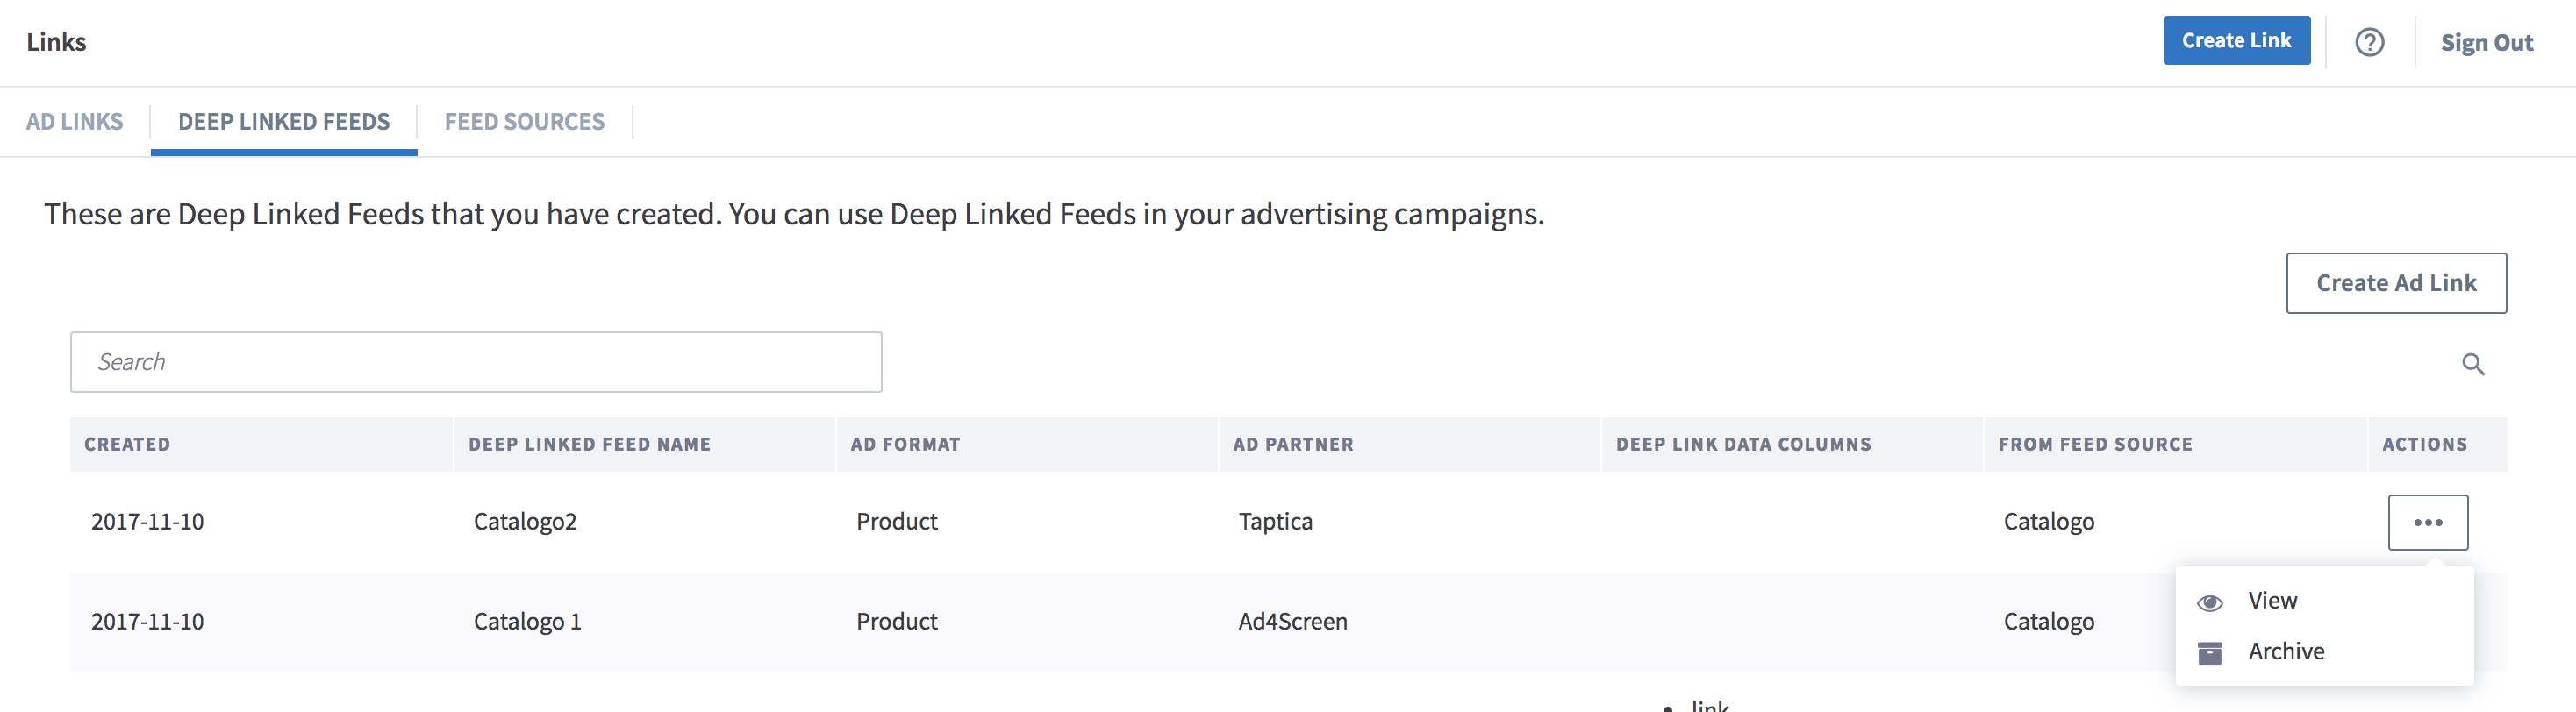 Links
Create Link
Sign Out
AD LINKS
DEEP LINKED FEEDS
FEED SOURCES
These are Deep Linked Feeds that you have created. You can use Deep Linked Feeds in your advertising campaigns.
Create Ad Link
Search
CREATED DEEP LINKED FEED NAME AD FORMAT AD PARTNER DEEP LINK DATA COLUMNS FROM FEED SOURCE ACTIONS
2017-11-10 Catalogo2 Product Taptica Catalogo
2017-11-10 Catalogo 1 Product Ad4Screen Catalogo
View
Archive
• link